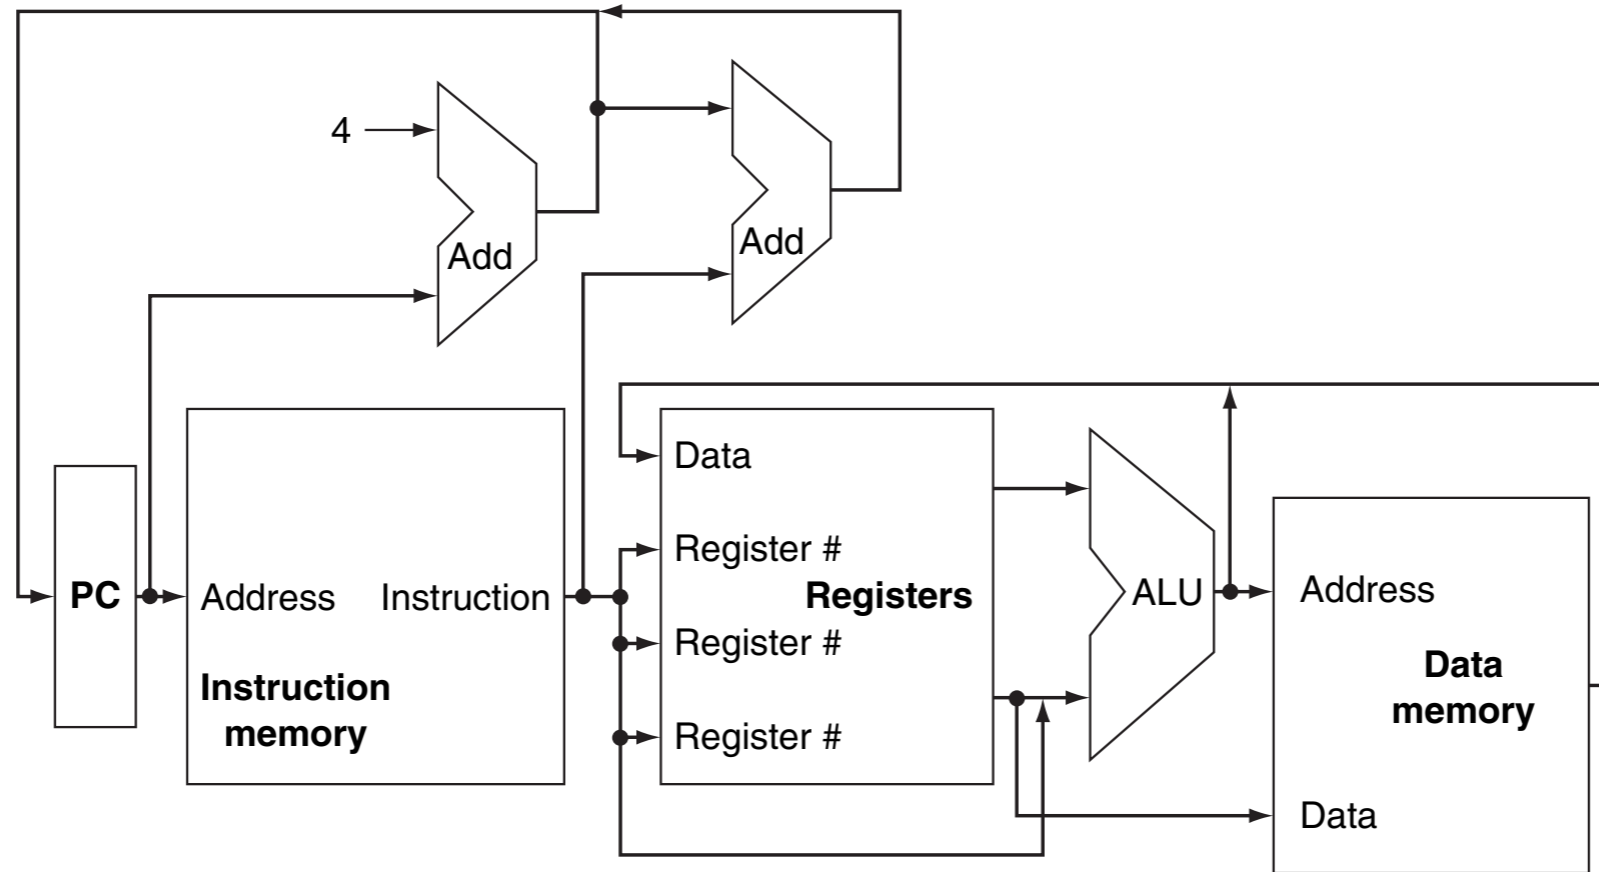 4
Add
Add
Data
Register #
PC
Address
Instruction
Registers
ALU
Address
Register #
Instruction
memory
Data
memory
Register #
Data